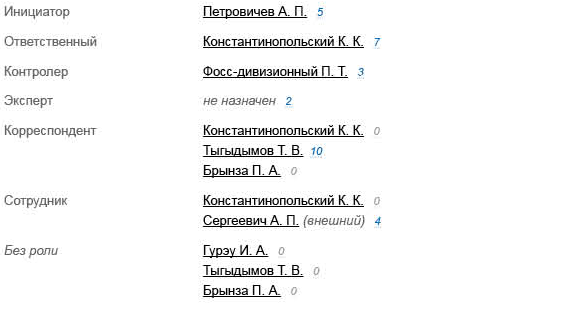 Инициатор Петровичев А. П. 5
Ответственный Константинопольский К. К. 7
Контролер Фосс-дивизионный П. Т. 3
Эксперт не назначен 2
Корреспондент Константинопольский К. К. 0
Тыгыдымов Т. В. 10
Брынза П. А. 0
Сотрудник Константинопольский К. К. 0
Сергеевич А. П. (внешний) 4
Без роли Гурэу И. А. 0
Тыгыдымов Т. В. 0
Брынза П. А. 0